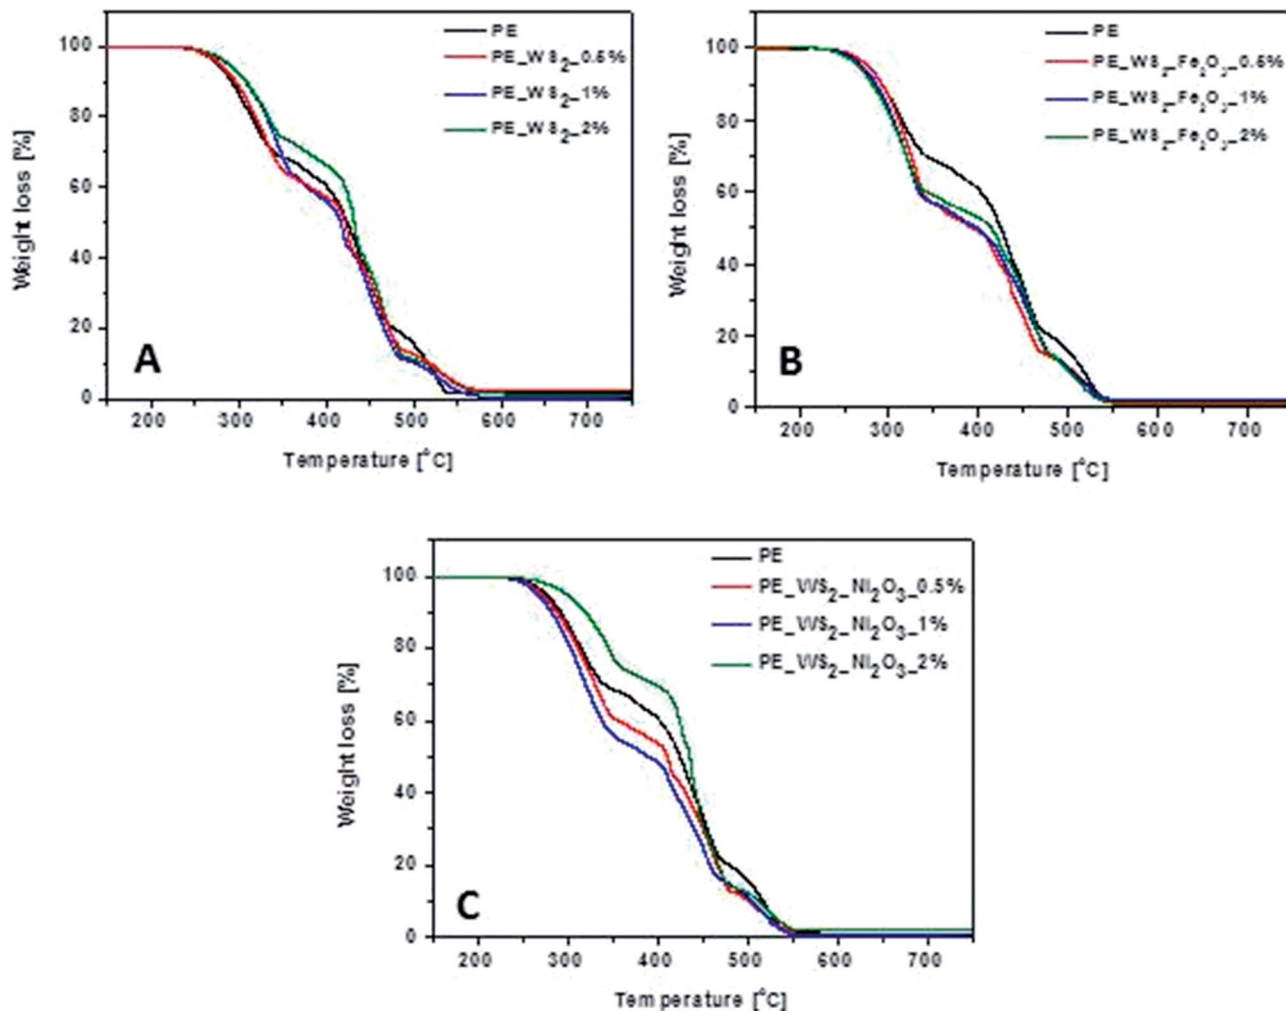 PE
PE_WS2_0.5%
PE_WS2_1%
PE_WS2_2%
100
80
60
40
20
0
Weight loss [%]
A
200 300 400 500 600 700
Temperature [°C]
PE
PE_WS2_Fe2O3_0.5%
PE_WS2_Fe2O3_1%
PE_WS2_Fe2O3_2%
100
80
60
40
20
0
Weight loss [%]
B
200 300 400 500 600 700
Temperature [°C]
PE
PE_WS2_Ni2O3_0.5%
PE_WS2_Ni2O3_1%
PE_WS2_Ni2O3_2%
100
80
60
40
20
0
Weight loss [%]
C
200 300 400 500 600 700
Temperature [°C]